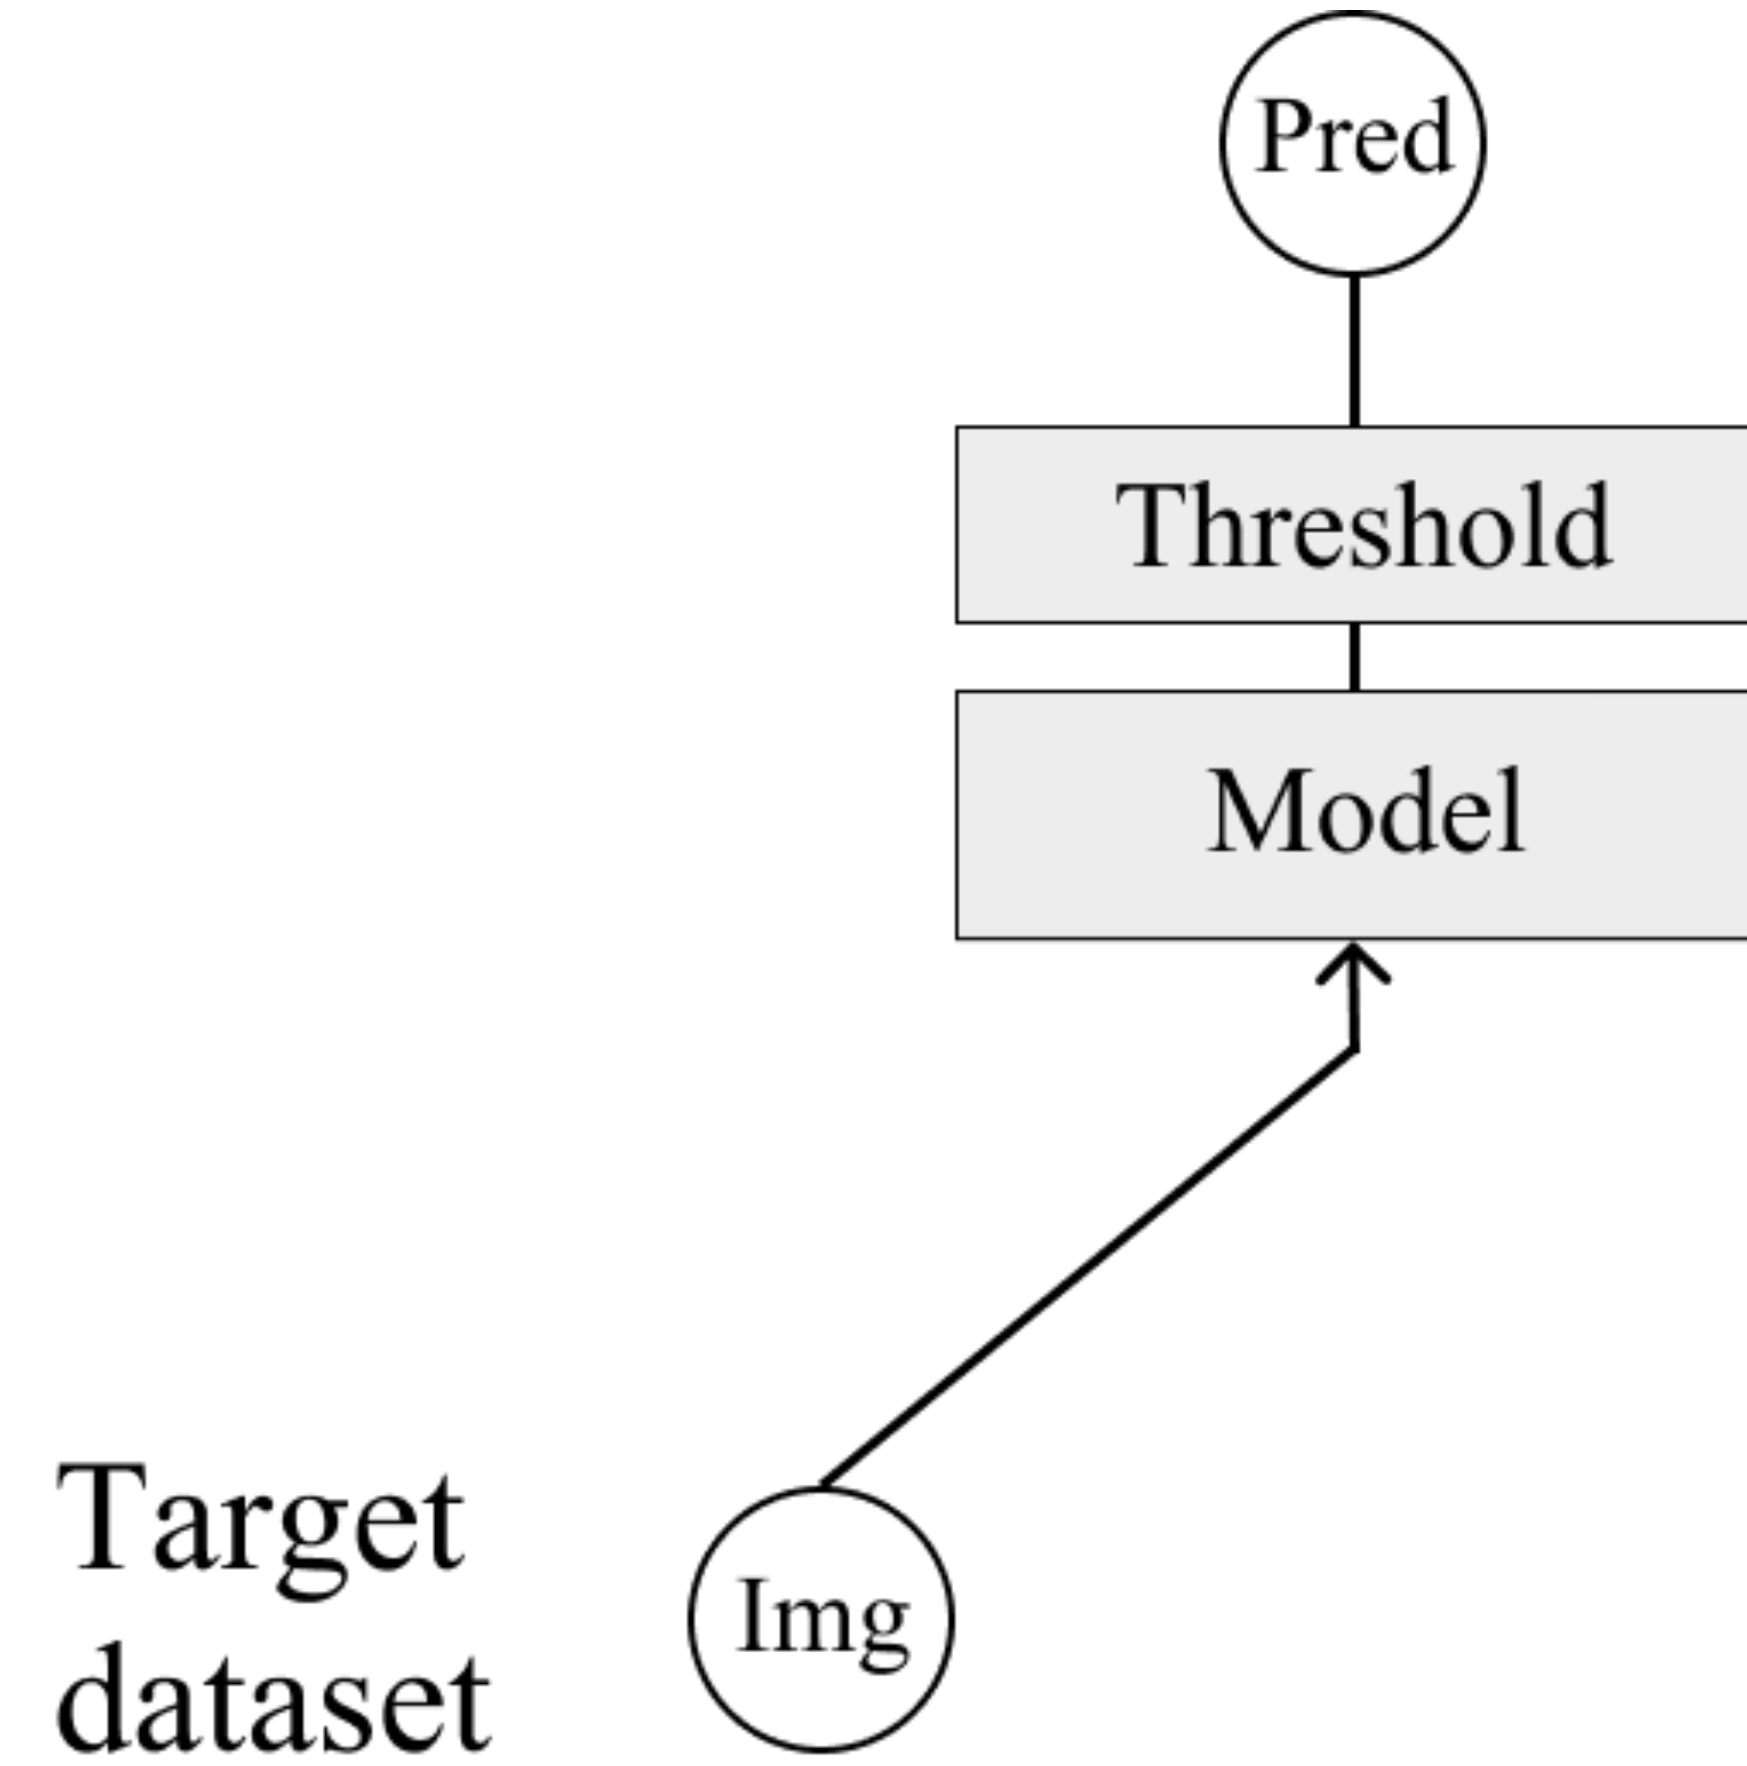 Pred
Threshold
Model
Target
dataset
Img